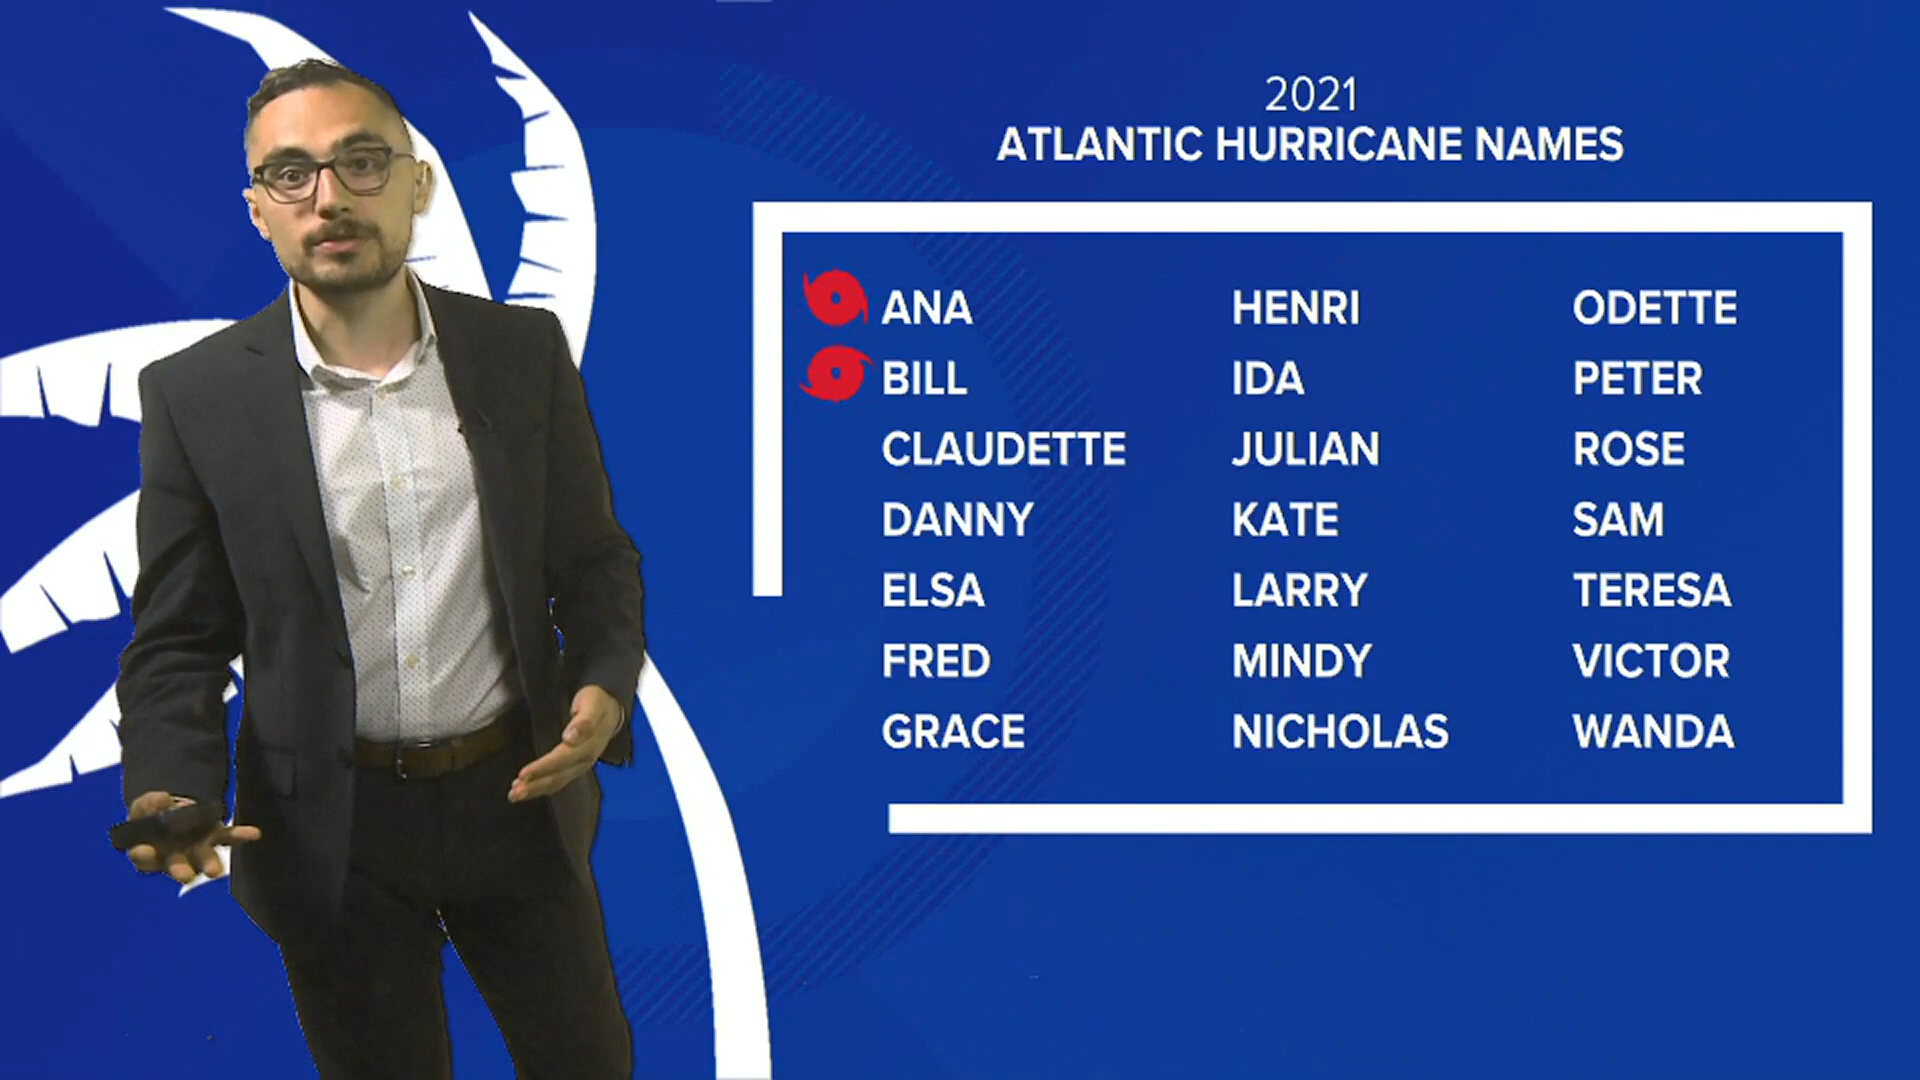 2021
ATLANTIC HURRICANE NAMES
ANA
BILL
CLAUDETTE
DANNY
ELSA
FRED
GRACE
HENRI
IDA
JULIAN
KATE
LARRY
MINDY
NICHOLAS
ODETTE
PETER
ROSE
SAM
TERESA
VICTOR
WANDA